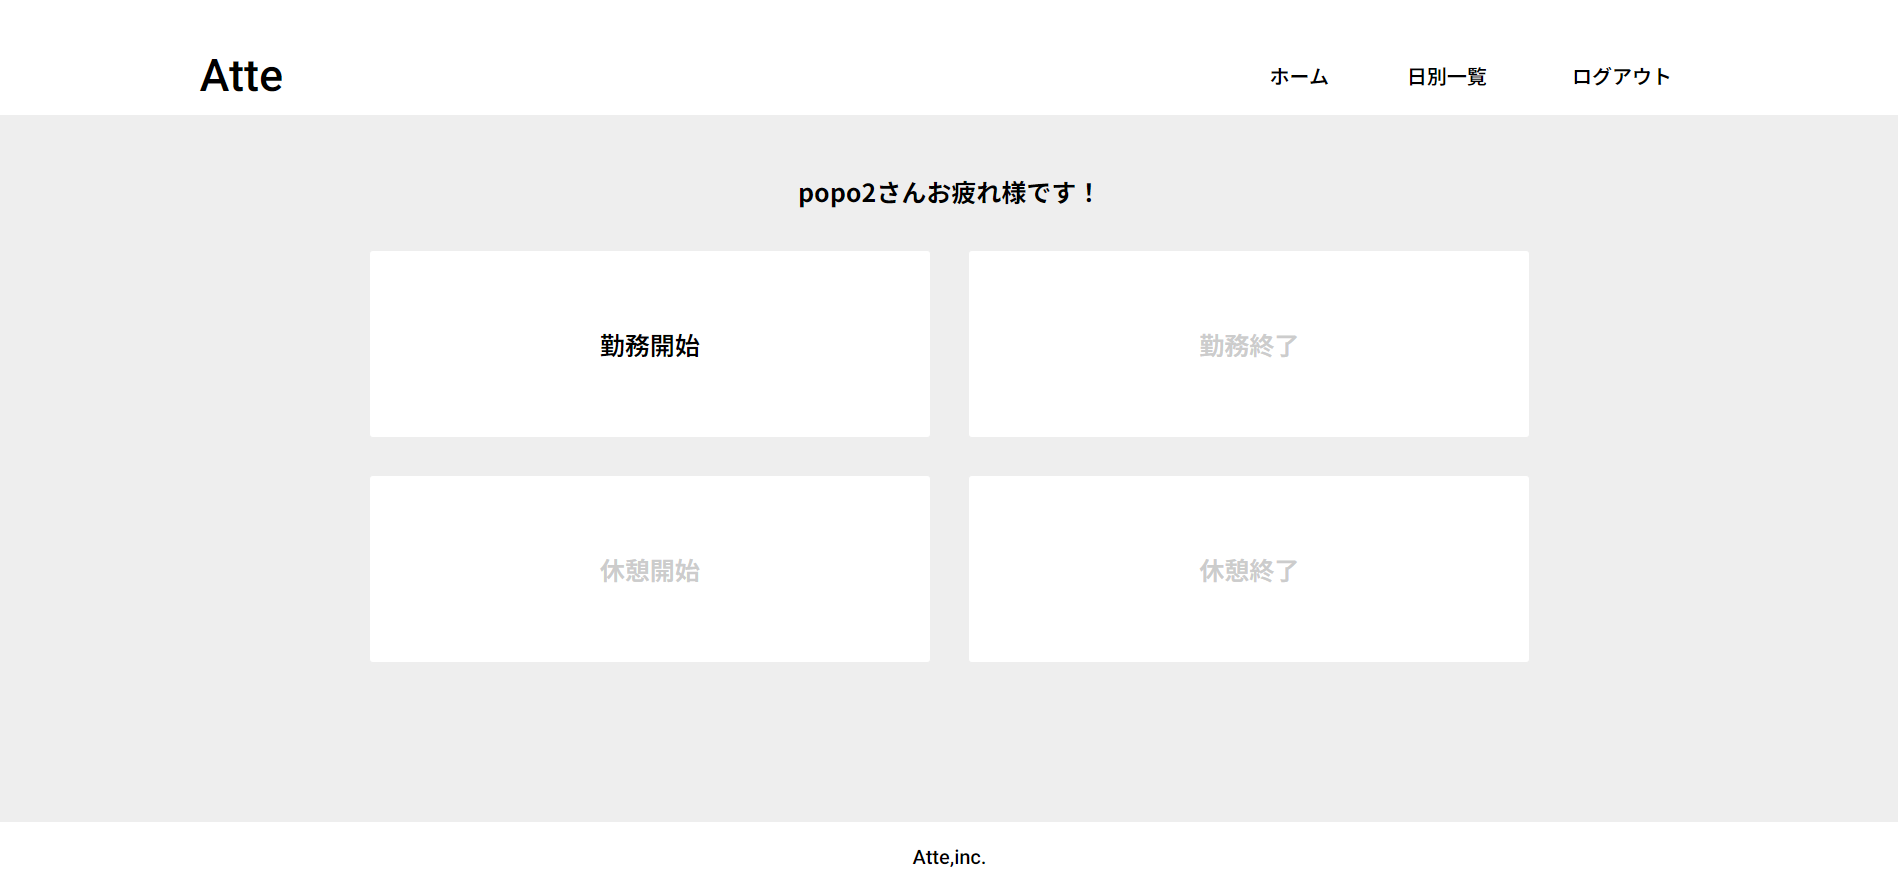 Atte
ホーム 日別一覧 ログアウト
popo2さんお疲れ様です！
勤務開始 勤務終了
休憩開始 休憩終了
Atte,inc.